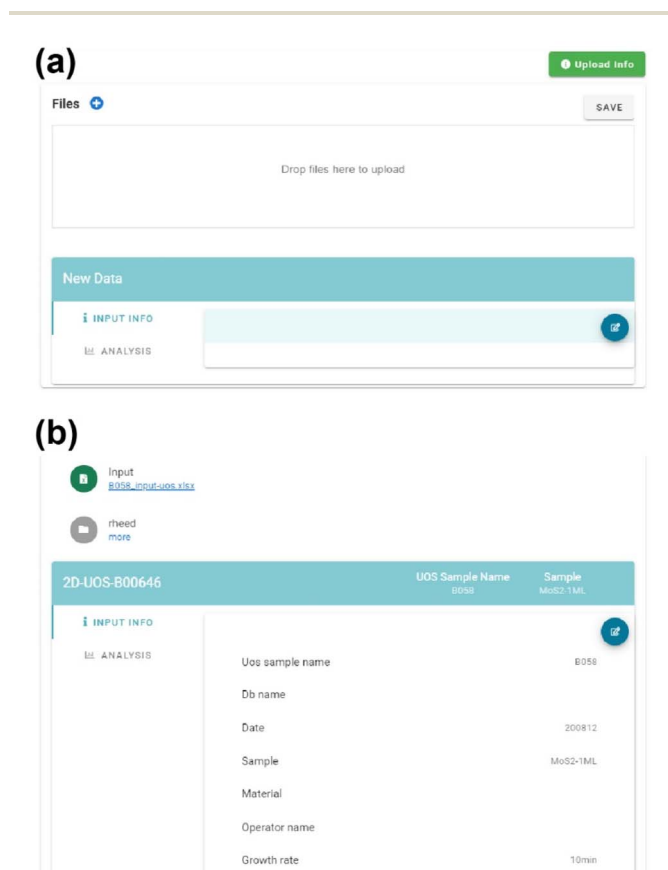 (a)
Upload Info
Files
SAVE
Drop files here to upload
New Data
INPUT INFO
ANALYSIS
(b)
Input
B058_input-uos.xlsx
rheed
more
2D-UOS-B00646 UOS Sample Name Sample
B058 MoS2-1ML
INPUT INFO
ANALYSIS
Uos sample name B058
Db name
Date 200812
Sample MoS2-1ML
Material
Operator name
Growth rate 10min